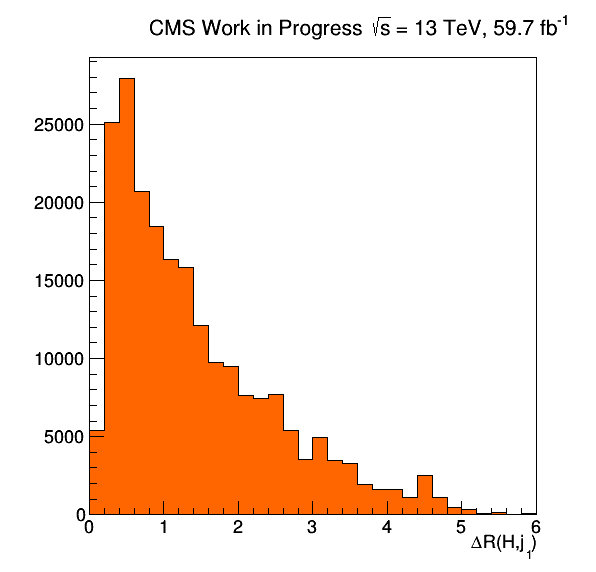 CMS Work in Progress √s = 13 TeV, 59.7 fb⁻¹
25000
20000
15000
10000
5000
0
0 1 2 3 4 5 6
ΔR(H,j₁)